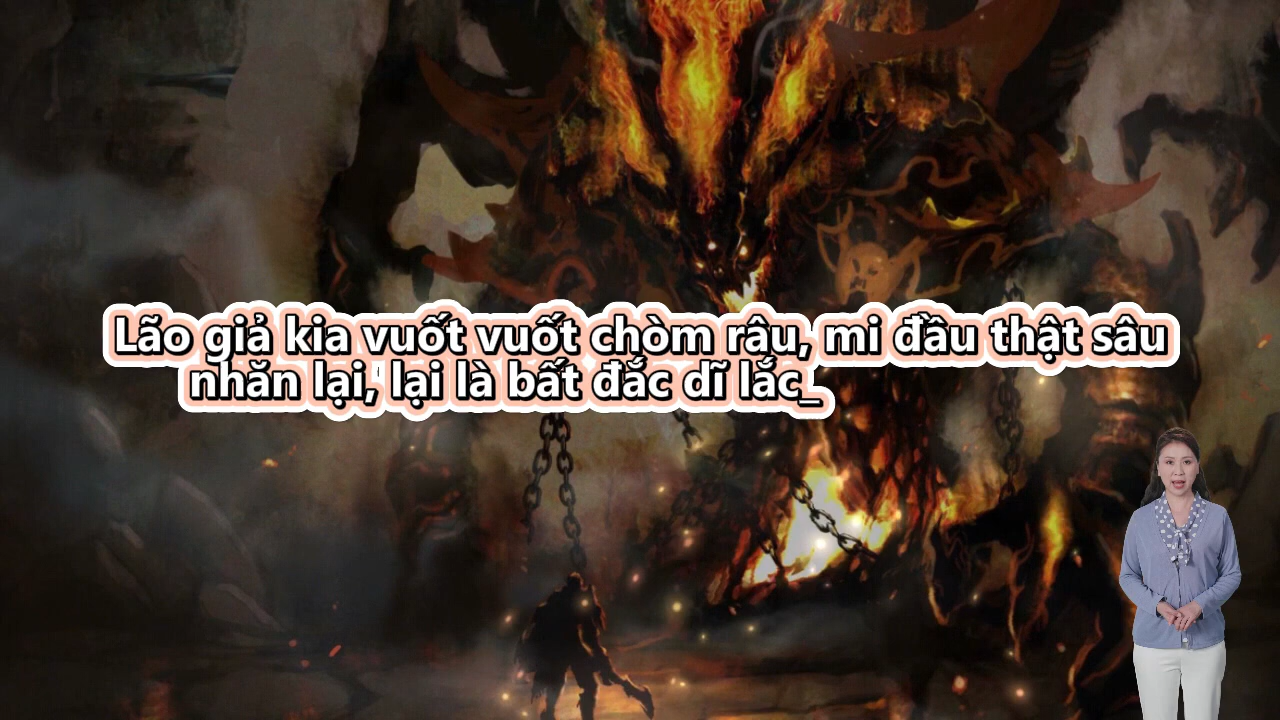 Lão giả kia vuốt vuốt chòm râu, mi đầu thật sâu
nhăn lại, lại là bất đắc dĩ lắc_